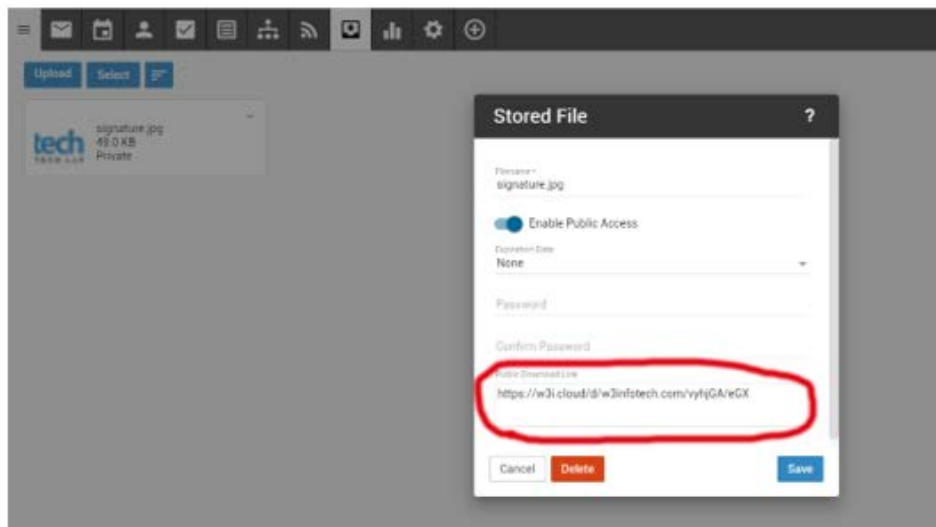 Upload Select
signature.jpg
49.0 KB
Private
tech
Stored File ?
Filename *
signature.jpg
Enable Public Access
Expiration Date
None
Password
Confirm Password
Public Download Link
https://w3i.cloud/d/w3infotech.com/vyhjGA/eGX
Cancel Delete Save